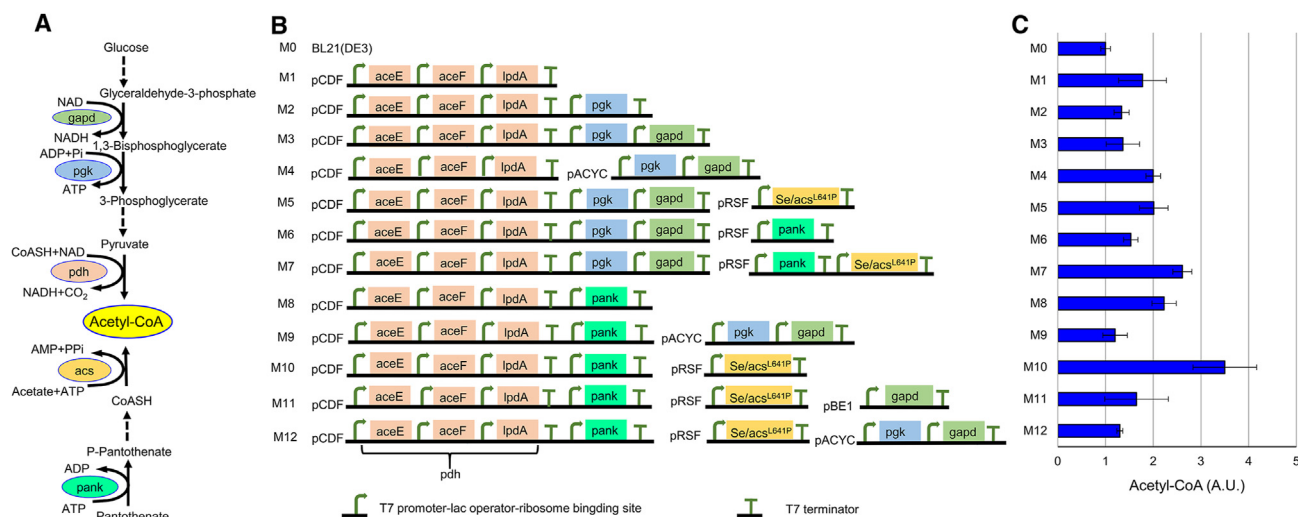 A
Glucose
Glyceraldehyde-3-phosphate
NAD
gapd
NADH
1,3-Bisphosphoglycerate
ADP+Pi
pgk
ATP
3-Phosphoglycerate
Pyruvate
CoASH+NAD
pdh
NADH+CO2
Acetyl-CoA
AMP+PPi
acs
Acetate+ATP
CoASH
P-Pantothenate
ADP
pank
ATP
Pantothenate
B
M0 BL21(DE3)
M1 pCDF aceE aceF lpdA
M2 pCDF aceE aceF lpdA pgk
M3 pCDF aceE aceF lpdA pgk gapd
M4 pCDF aceE aceF lpdA pACYC pgk gapd
M5 pCDF aceE aceF lpdA pgk gapd pRSF Se/acsL641P
M6 pCDF aceE aceF lpdA pgk gapd pRSF pank
M7 pCDF aceE aceF lpdA pgk gapd pRSF pank Se/acsL641P
M8 pCDF aceE aceF lpdA pank
M9 pCDF aceE aceF lpdA pank pACYC pgk gapd
M10 pCDF aceE aceF lpdA pank pRSF Se/acsL641P
M11 pCDF aceE aceF lpdA pank pRSF Se/acsL641P pBE1 gapd
M12 pCDF aceE aceF lpdA pank pRSF Se/acsL641P pACYC pgk gapd
pdh
T7 promoter-lac operator-ribosome bingding site
T7 terminator
C
M0
M1
M2
M3
M4
M5
M6
M7
M8
M9
M10
M11
M12
0 1 2 3 4 5
Acetyl-CoA (A.U.)